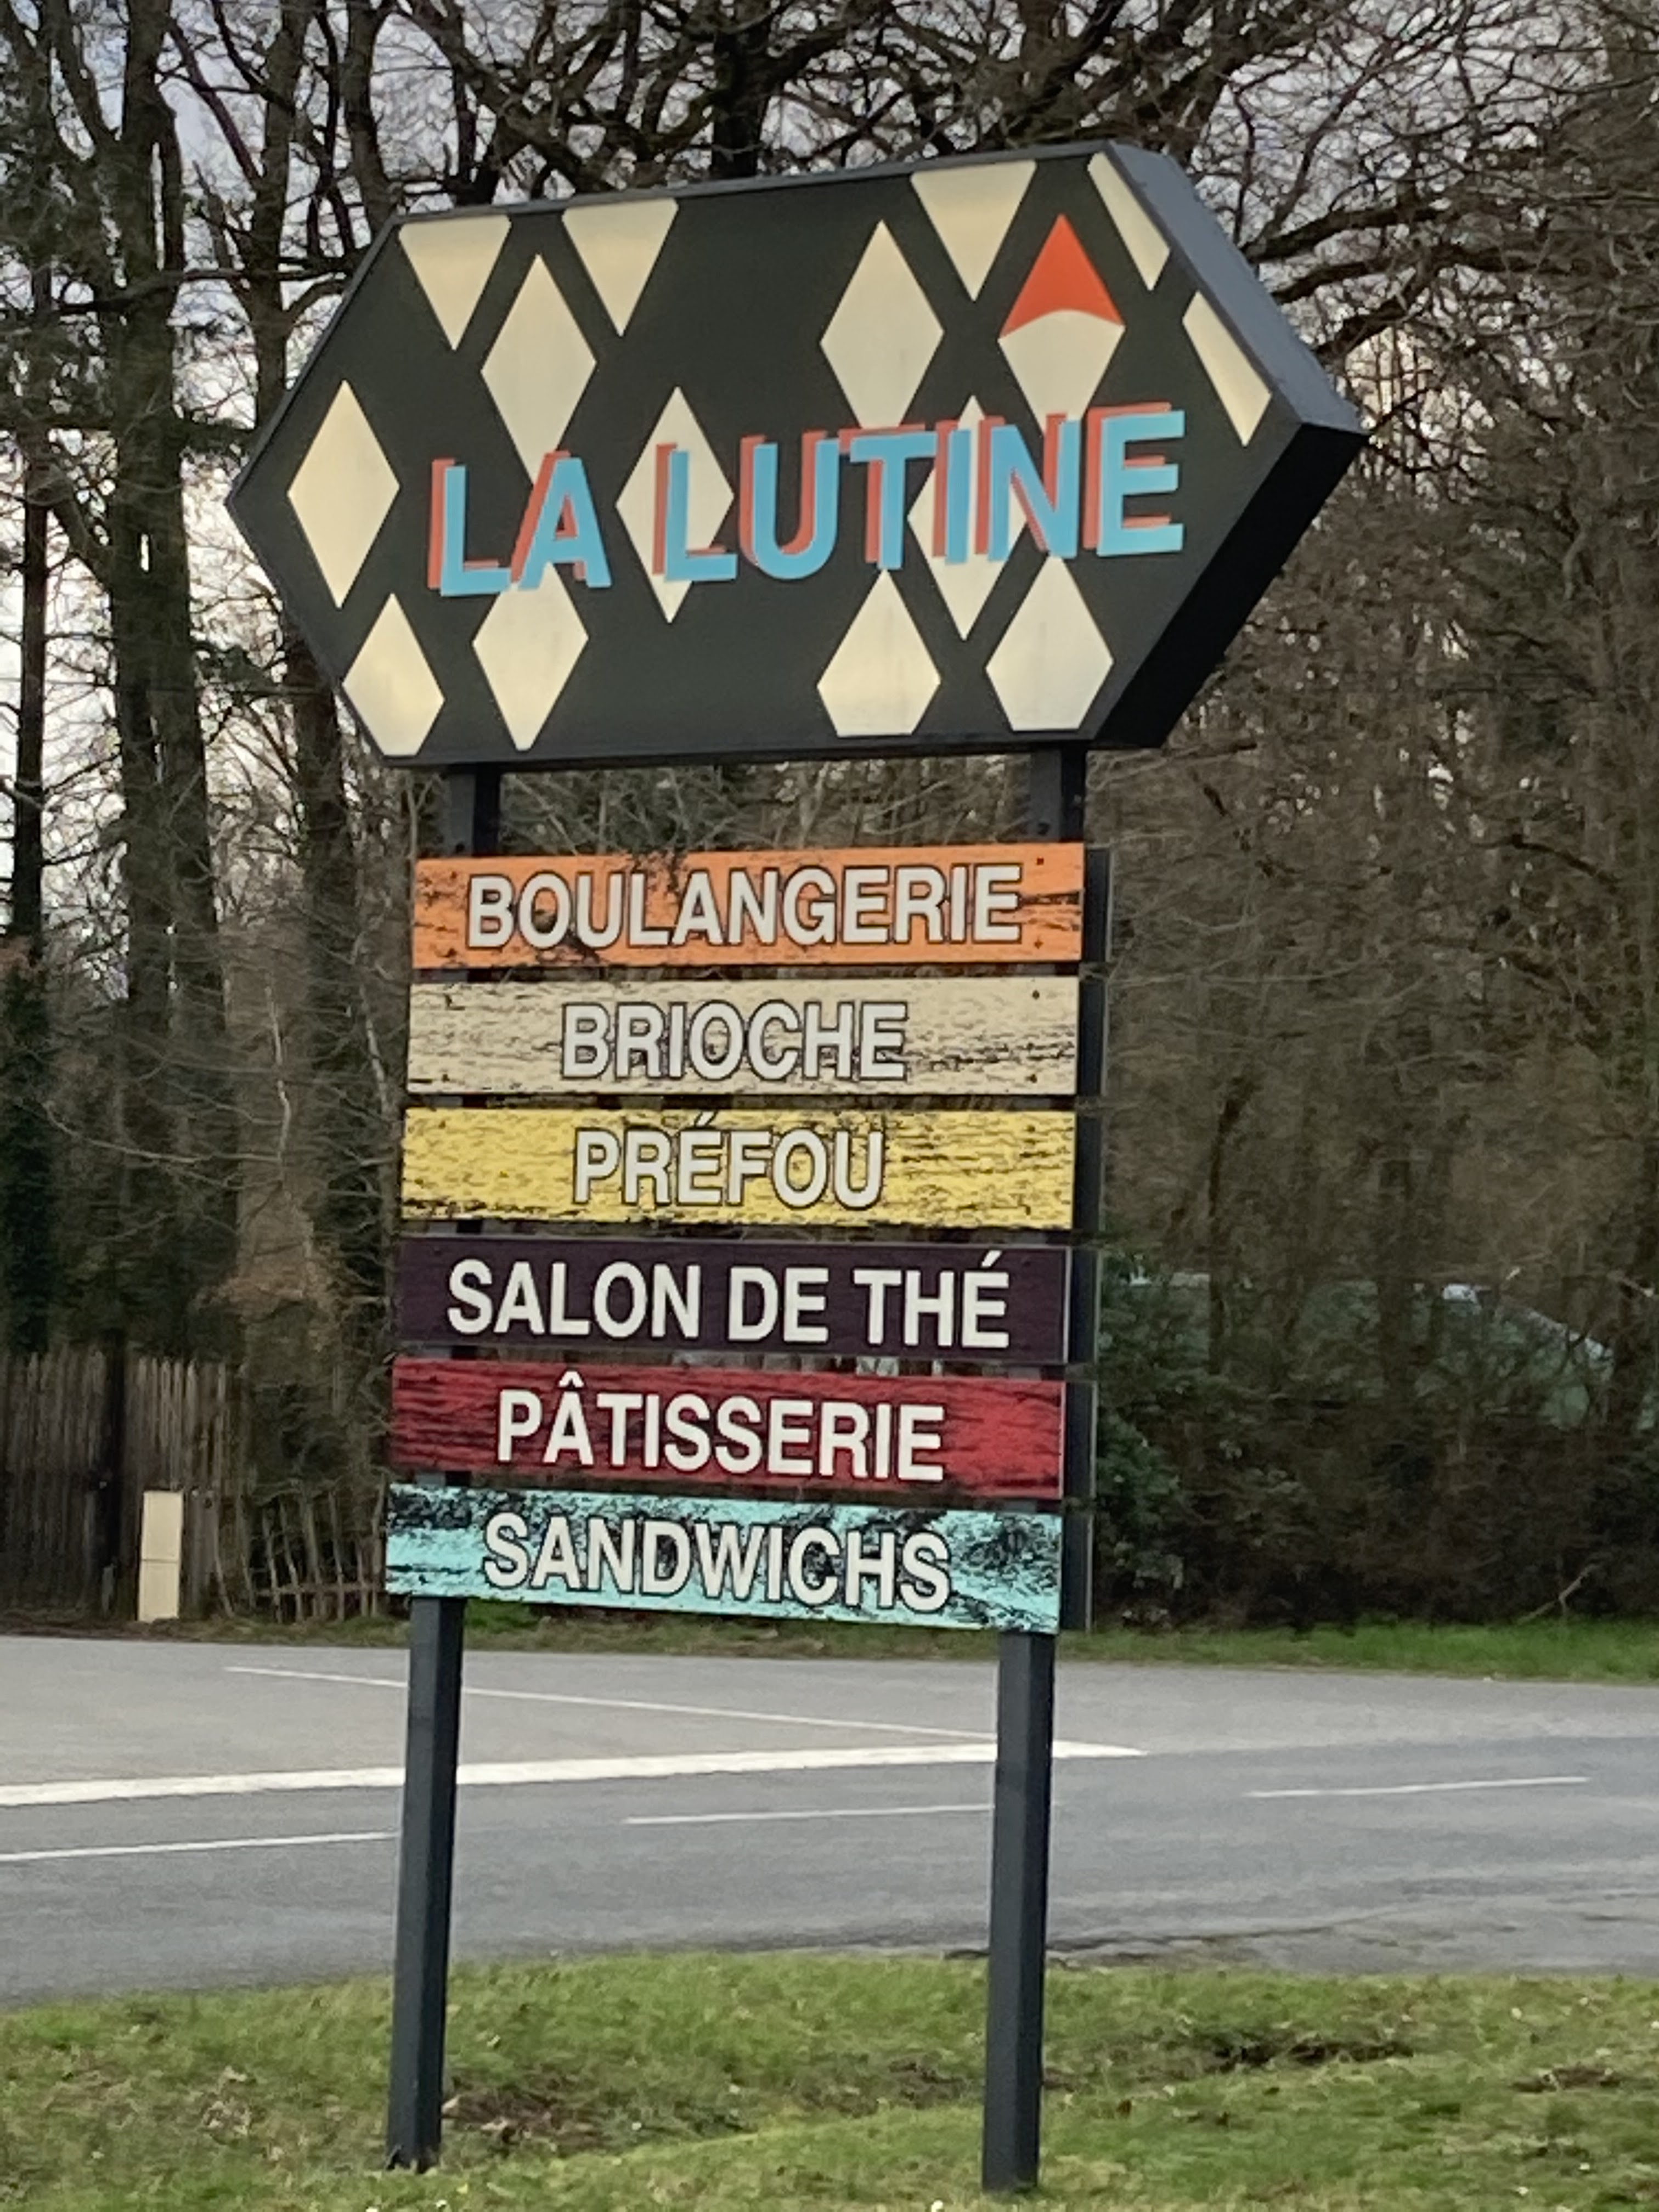 LA LUTINE
BOULANGERIE
BRIOCHE
PRÉFOU
SALON DE THÉ
PÂTISSERIE
SANDWICHS